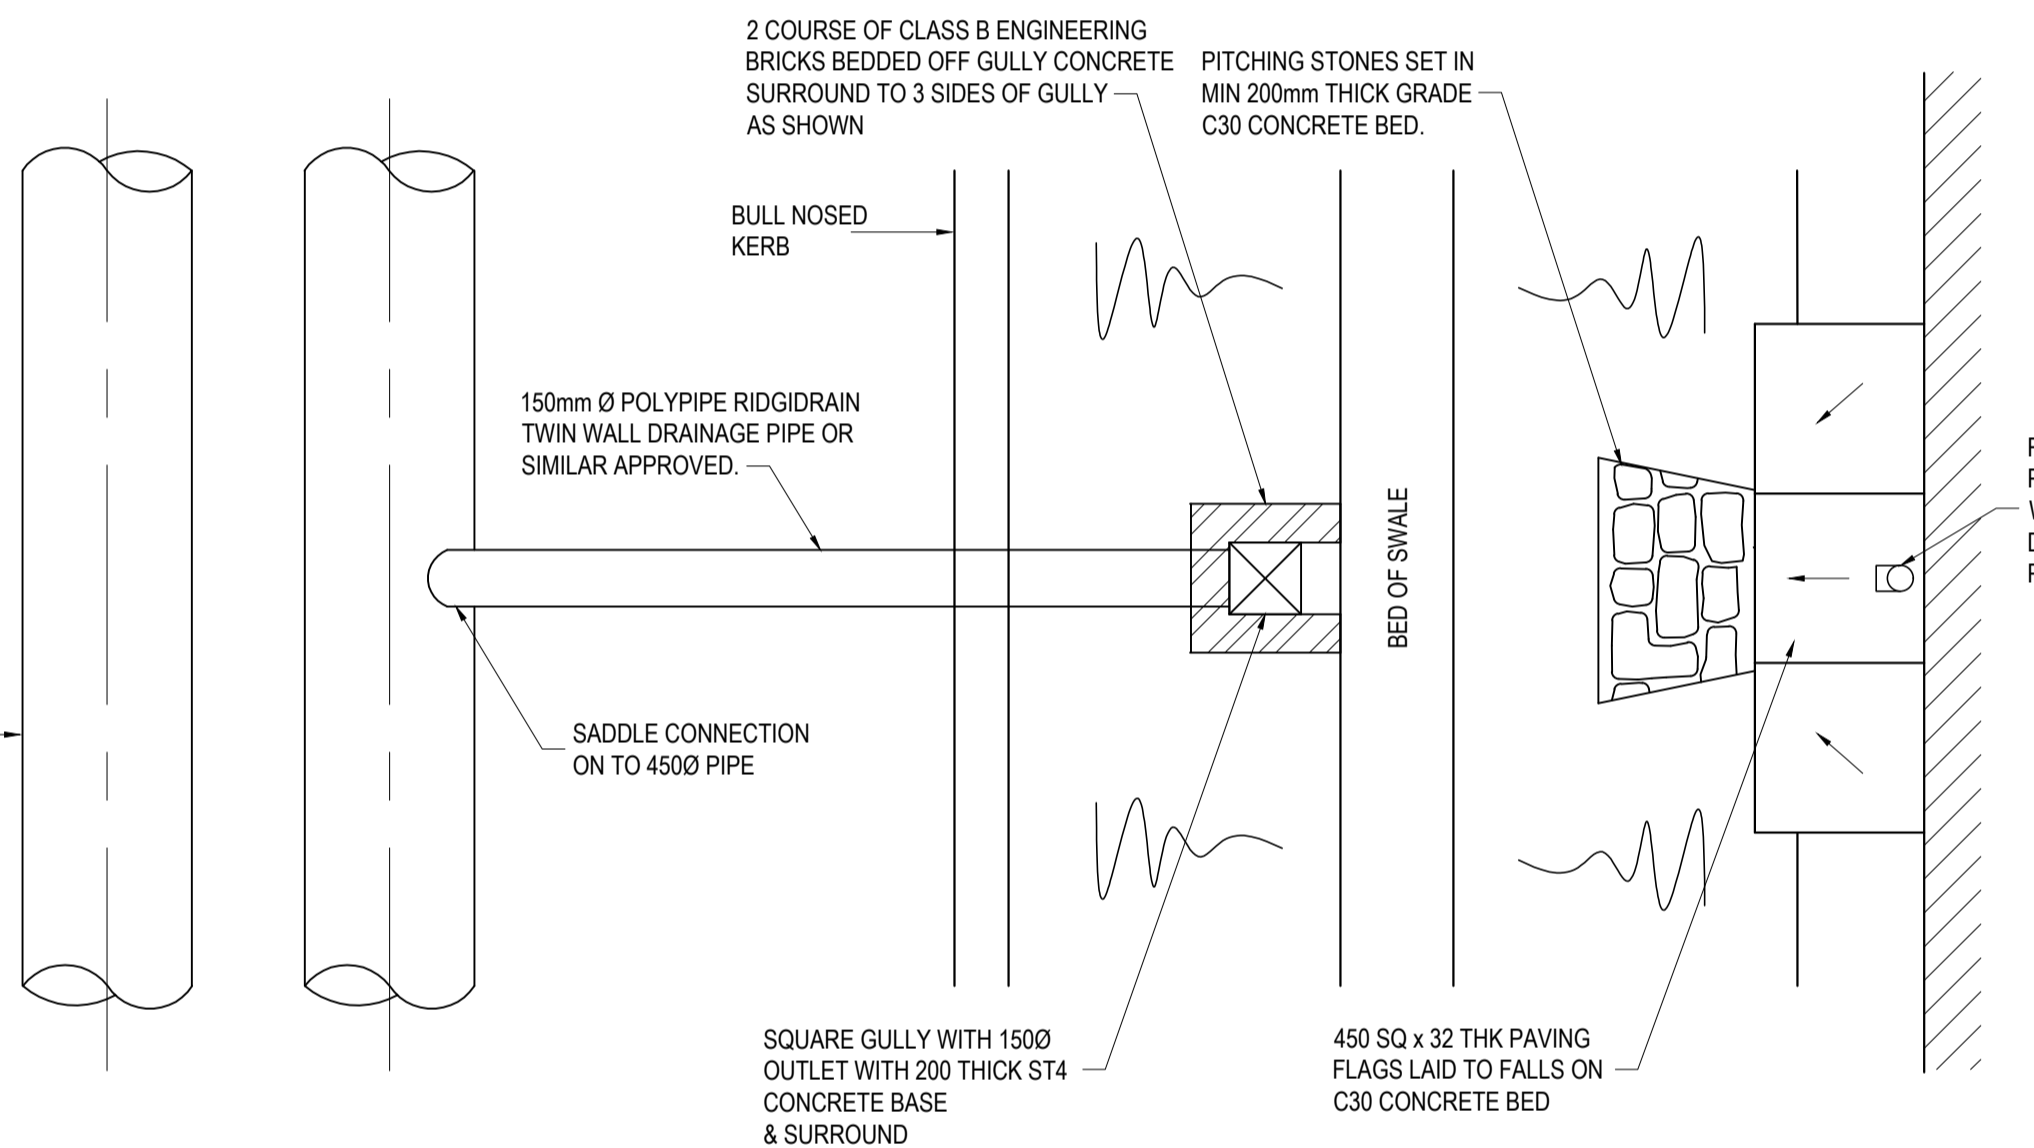 2 COURSE OF CLASS B ENGINEERING
BRICKS BEDDED OFF GULLY CONCRETE
SURROUND TO 3 SIDES OF GULLY
AS SHOWN
PITCHING STONES SET IN
MIN 200mm THICK GRADE
C30 CONCRETE BED.
BULL NOSED
KERB
150mm Ø POLYPIPE RIDGIDRAIN
TWIN WALL DRAINAGE PIPE OR
SIMILAR APPROVED.
BED OF SWALE
SADDLE CONNECTION
ON TO 450Ø PIPE
SQUARE GULLY WITH 150Ø
OUTLET WITH 200 THICK ST4
CONCRETE BASE
& SURROUND
450 SQ x 32 THK PAVING
FLAGS LAID TO FALLS ON
C30 CONCRETE BED